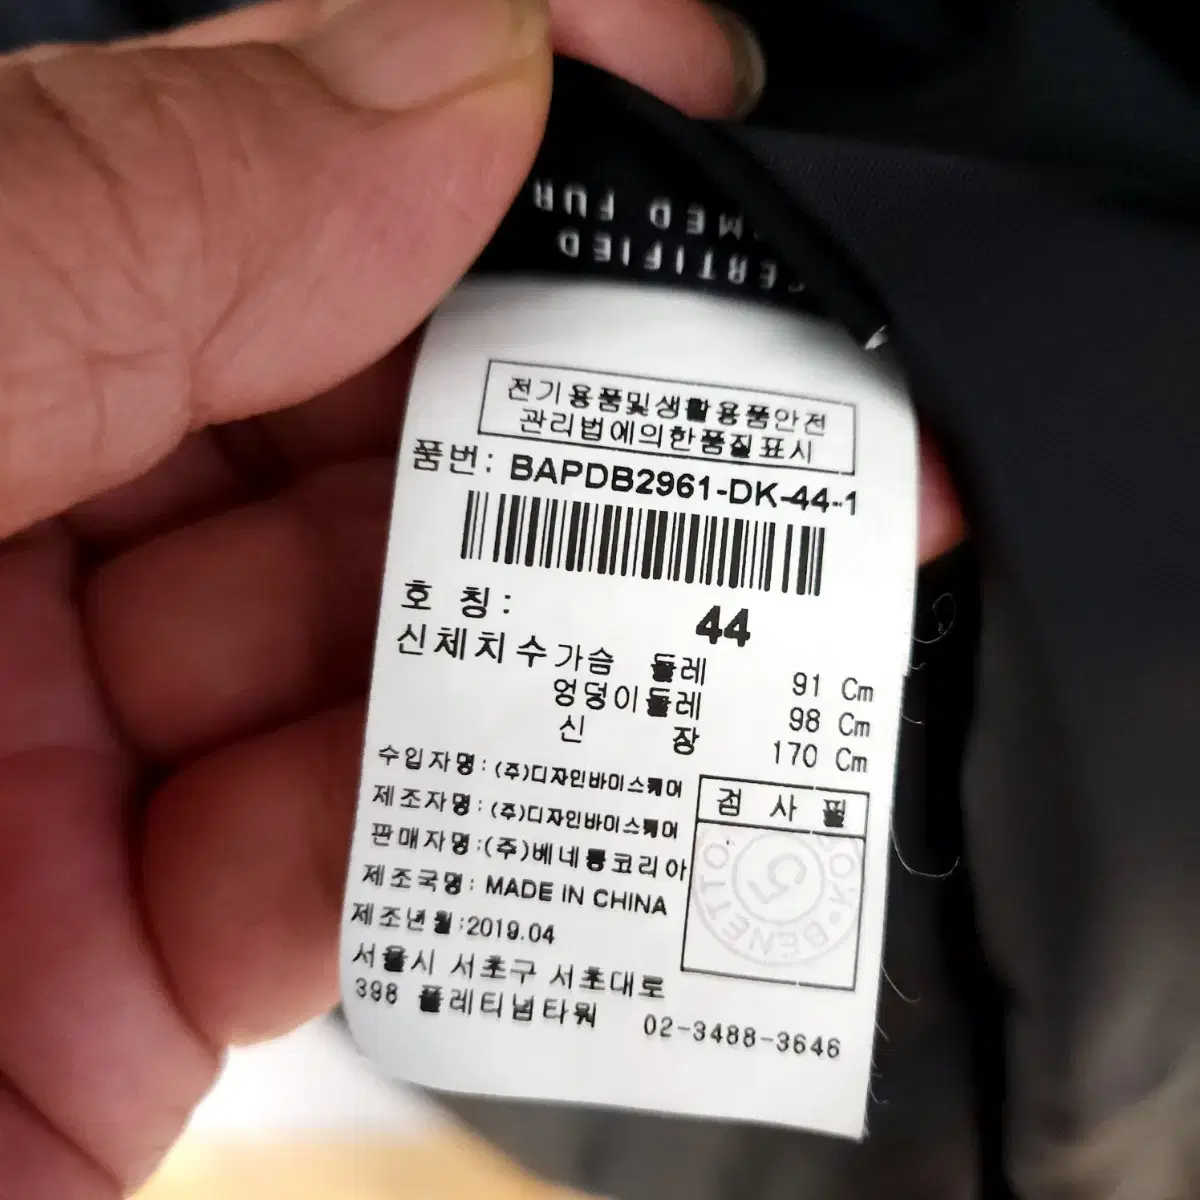 CERTIFIED
FUR
전기용품및생활용품안전
관리법에의한품질표시
품번: BAPDB2961-DK-44-1
호 칭: 44
신체치수 가슴 둘레 91 Cm
엉덩이둘레 98 Cm
신 장 170 Cm
수입자명: (주)디자인바이스퀘어
제조자명: (주)디자인바이스퀘어
판매자명: (주)베네통코리아
제조국명: MADE IN CHINA
제조년월:2019.04
서울시 서초구 서초대로
398 플레티넘타워 02-3488-3646
검 사 필
5